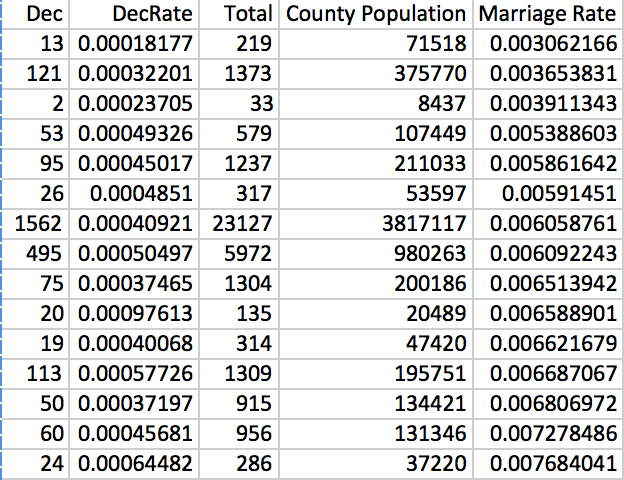 Dec DecRate Total County Population Marriage Rate
13 0.00018177 219 71518 0.003062166
121 0.00032201 1373 375770 0.003653831
2 0.00023705 33 8437 0.003911343
53 0.00049326 579 107449 0.005388603
95 0.00045017 1237 211033 0.005861642
26 0.0004851 317 53597 0.00591451
1562 0.00040921 23127 3817117 0.006058761
495 0.00050497 5972 980263 0.006092243
75 0.00037465 1304 200186 0.006513942
20 0.00097613 135 20489 0.006588901
19 0.00040068 314 47420 0.006621679
113 0.00057726 1309 195751 0.006687067
50 0.00037197 915 134421 0.006806972
60 0.00045681 956 131346 0.007278486
24 0.00064482 286 37220 0.007684041